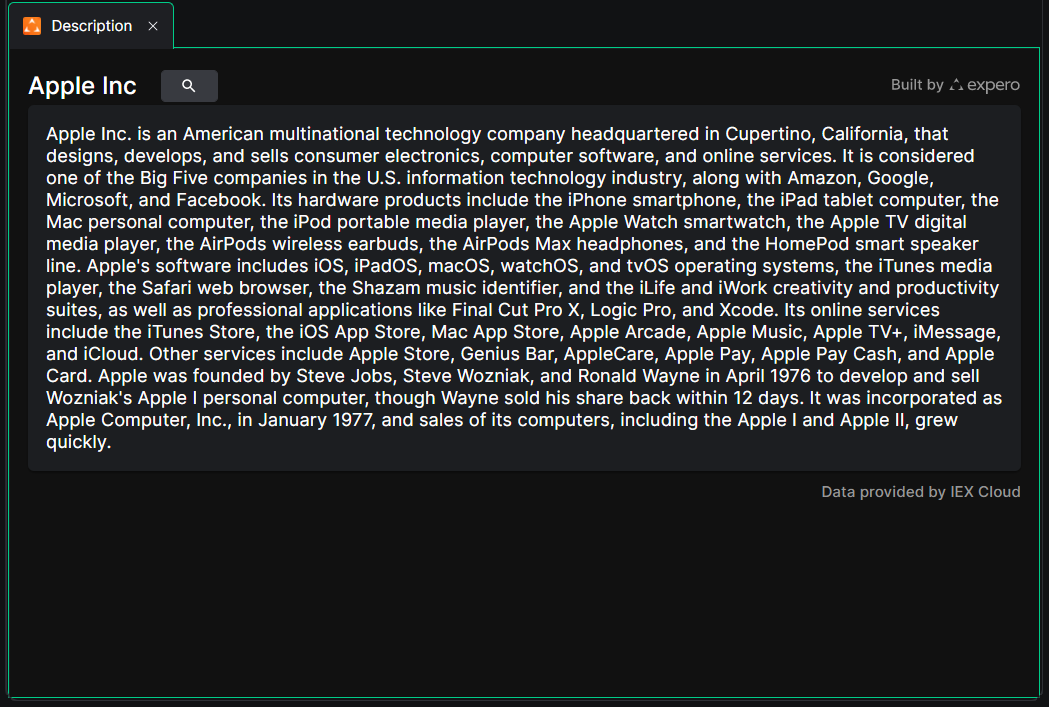 Description
Apple Inc
Built by expero
Apple Inc. is an American multinational technology company headquartered in Cupertino, California, that
designs, develops, and sells consumer electronics, computer software, and online services. It is considered
one of the Big Five companies in the U.S. information technology industry, along with Amazon, Google,
Microsoft, and Facebook. Its hardware products include the iPhone smartphone, the iPad tablet computer, the
Mac personal computer, the iPod portable media player, the Apple Watch smartwatch, the Apple TV digital
media player, the AirPods wireless earbuds, the AirPods Max headphones, and the HomePod smart speaker
line. Apple's software includes iOS, iPadOS, macOS, watchOS, and tvOS operating systems, the iTunes media
player, the Safari web browser, the Shazam music identifier, and the iLife and iWork creativity and productivity
suites, as well as professional applications like Final Cut Pro X, Logic Pro, and Xcode. Its online services
include the iTunes Store, the iOS App Store, Mac App Store, Apple Arcade, Apple Music, Apple TV+, iMessage,
and iCloud. Other services include Apple Store, Genius Bar, AppleCare, Apple Pay, Apple Pay Cash, and Apple
Card. Apple was founded by Steve Jobs, Steve Wozniak, and Ronald Wayne in April 1976 to develop and sell
Wozniak's Apple I personal computer, though Wayne sold his share back within 12 days. It was incorporated as
Apple Computer, Inc., in January 1977, and sales of its computers, including the Apple I and Apple II, grew
quickly.
Data provided by IEX Cloud